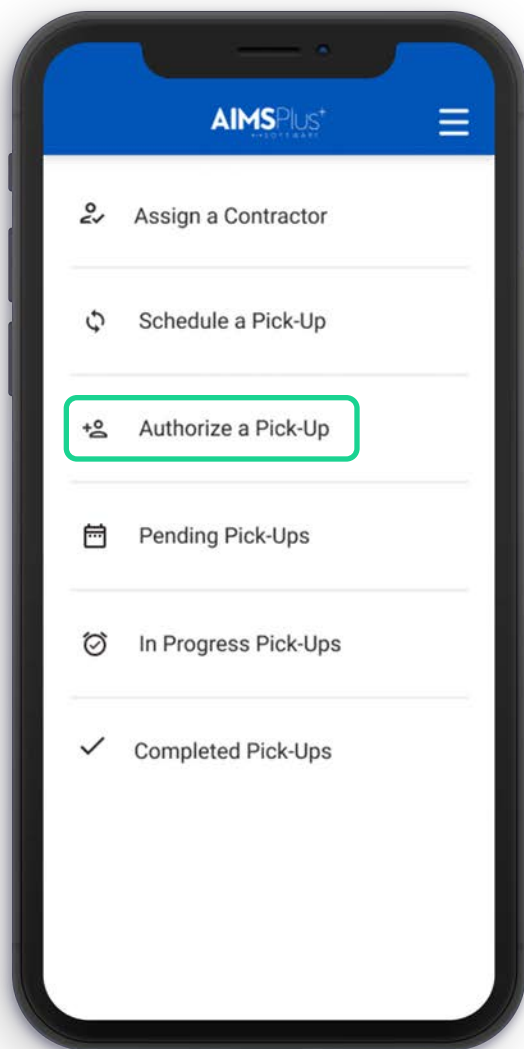 AIMSPlus+
SOFTWARE
Assign a Contractor
Schedule a Pick-Up
Authorize a Pick-Up
Pending Pick-Ups
In Progress Pick-Ups
Completed Pick-Ups